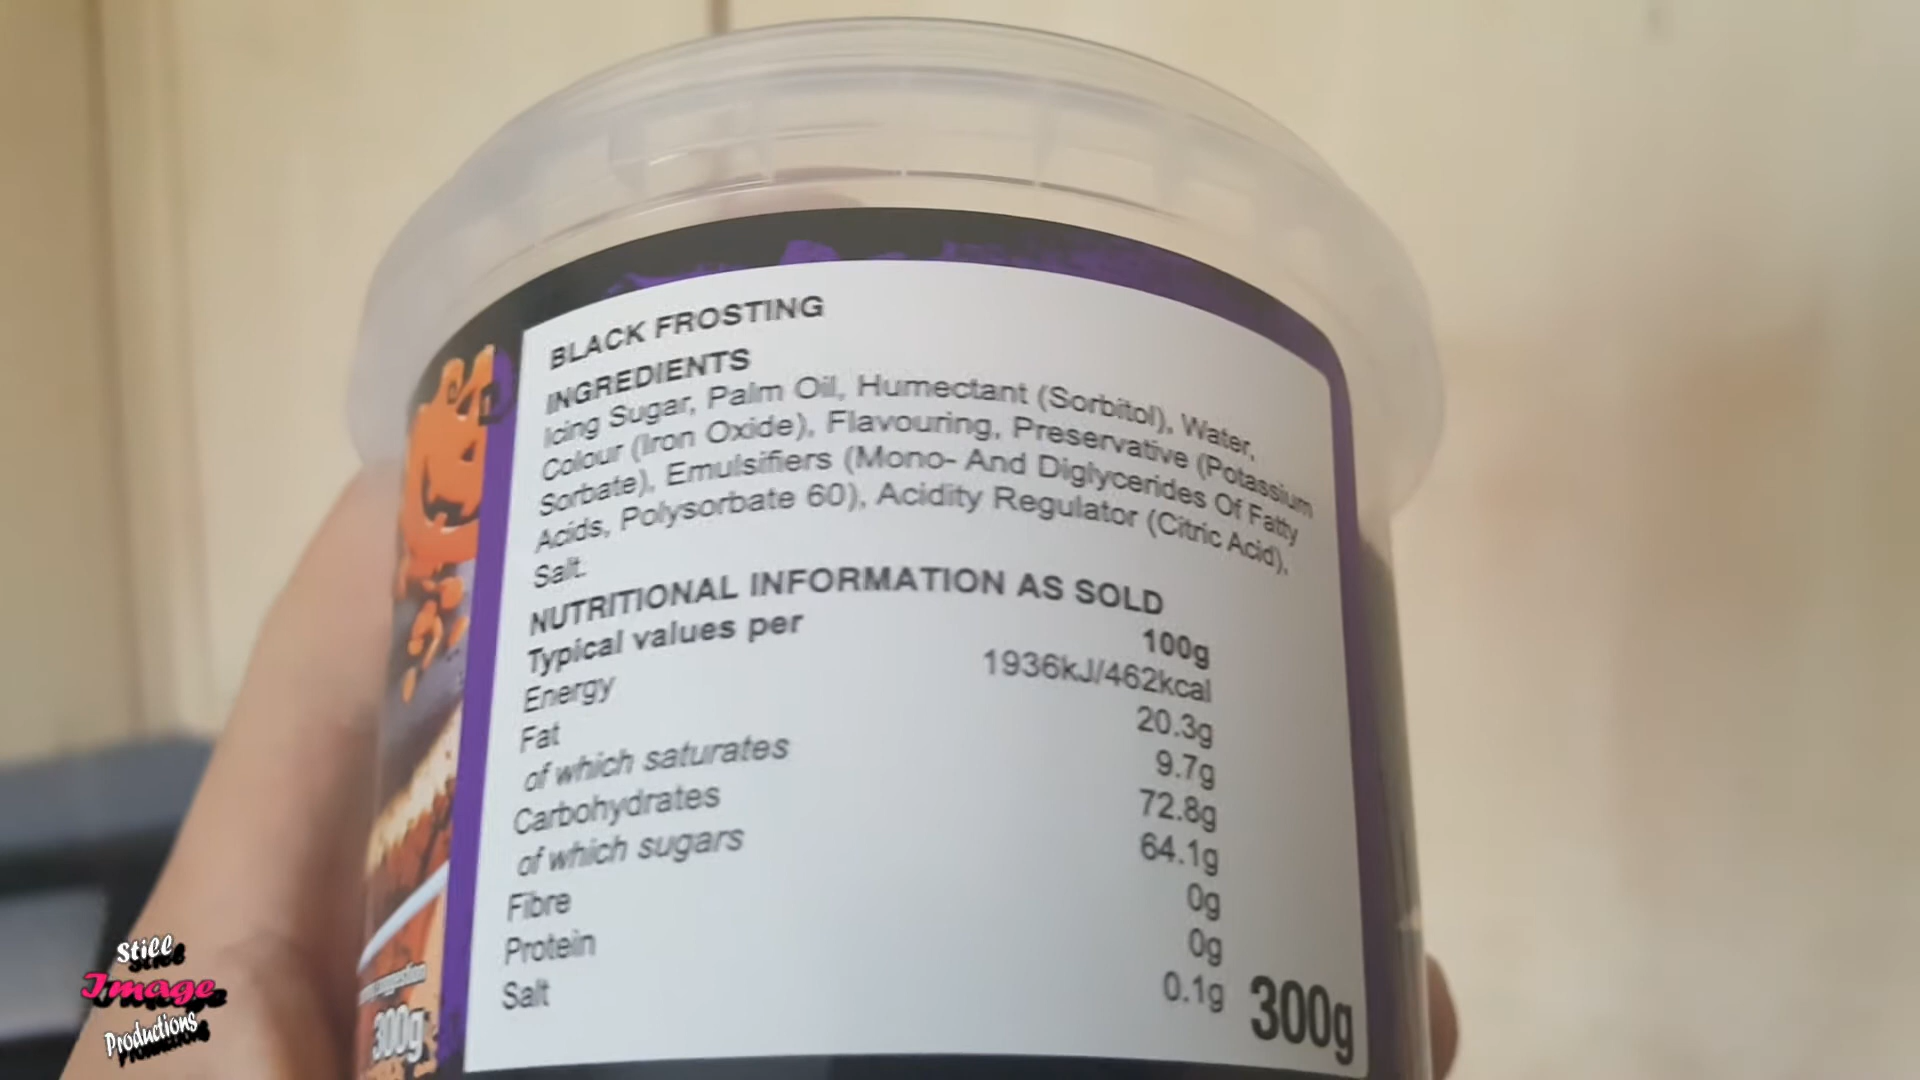 BLACK FROSTING
INGREDIENTS
Icing Sugar, Palm Oil, Humectant (Sorbitol), Water,
Colour (Iron Oxide), Flavouring, Preservative (Potassium
Sorbate), Emulsifiers (Mono- And Diglycerides Of Fatty
Acids, Polysorbate 60), Acidity Regulator (Citric Acid),
Salt.
NUTRITIONAL INFORMATION AS SOLD
Typical values per 100g
Energy 1936kJ/462kcal
Fat 20.3g
of which saturates 9.7g
Carbohydrates 72.8g
of which sugars 64.1g
Fibre 0g
Protein 0g
Salt 0.1g
300g
300g
Still
Image
Productions